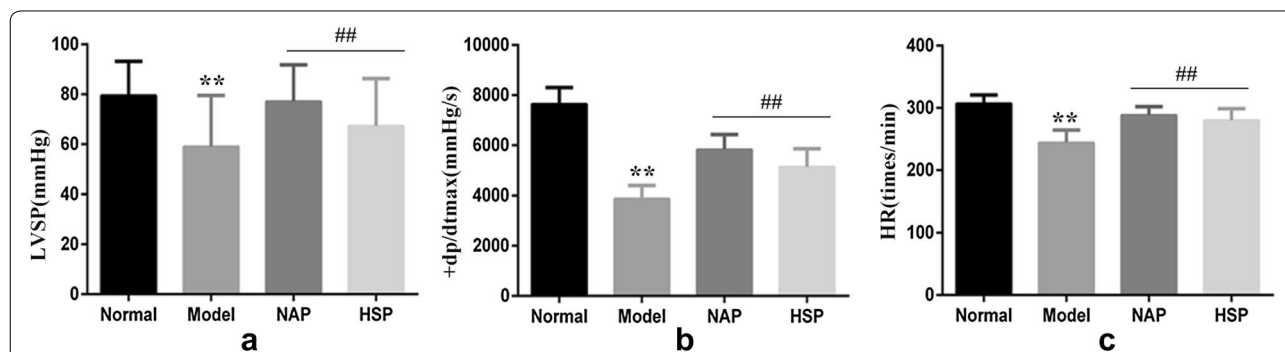 LVSP(mmHg)
100
80
60
40
20
0
**
##
Normal Model NAP HSP
a
+dp/dtmax(mmHg/s)
10000
8000
6000
4000
2000
0
**
##
Normal Model NAP HSP
b
HR(times/min)
400
300
200
100
0
**
##
Normal Model NAP HSP
c